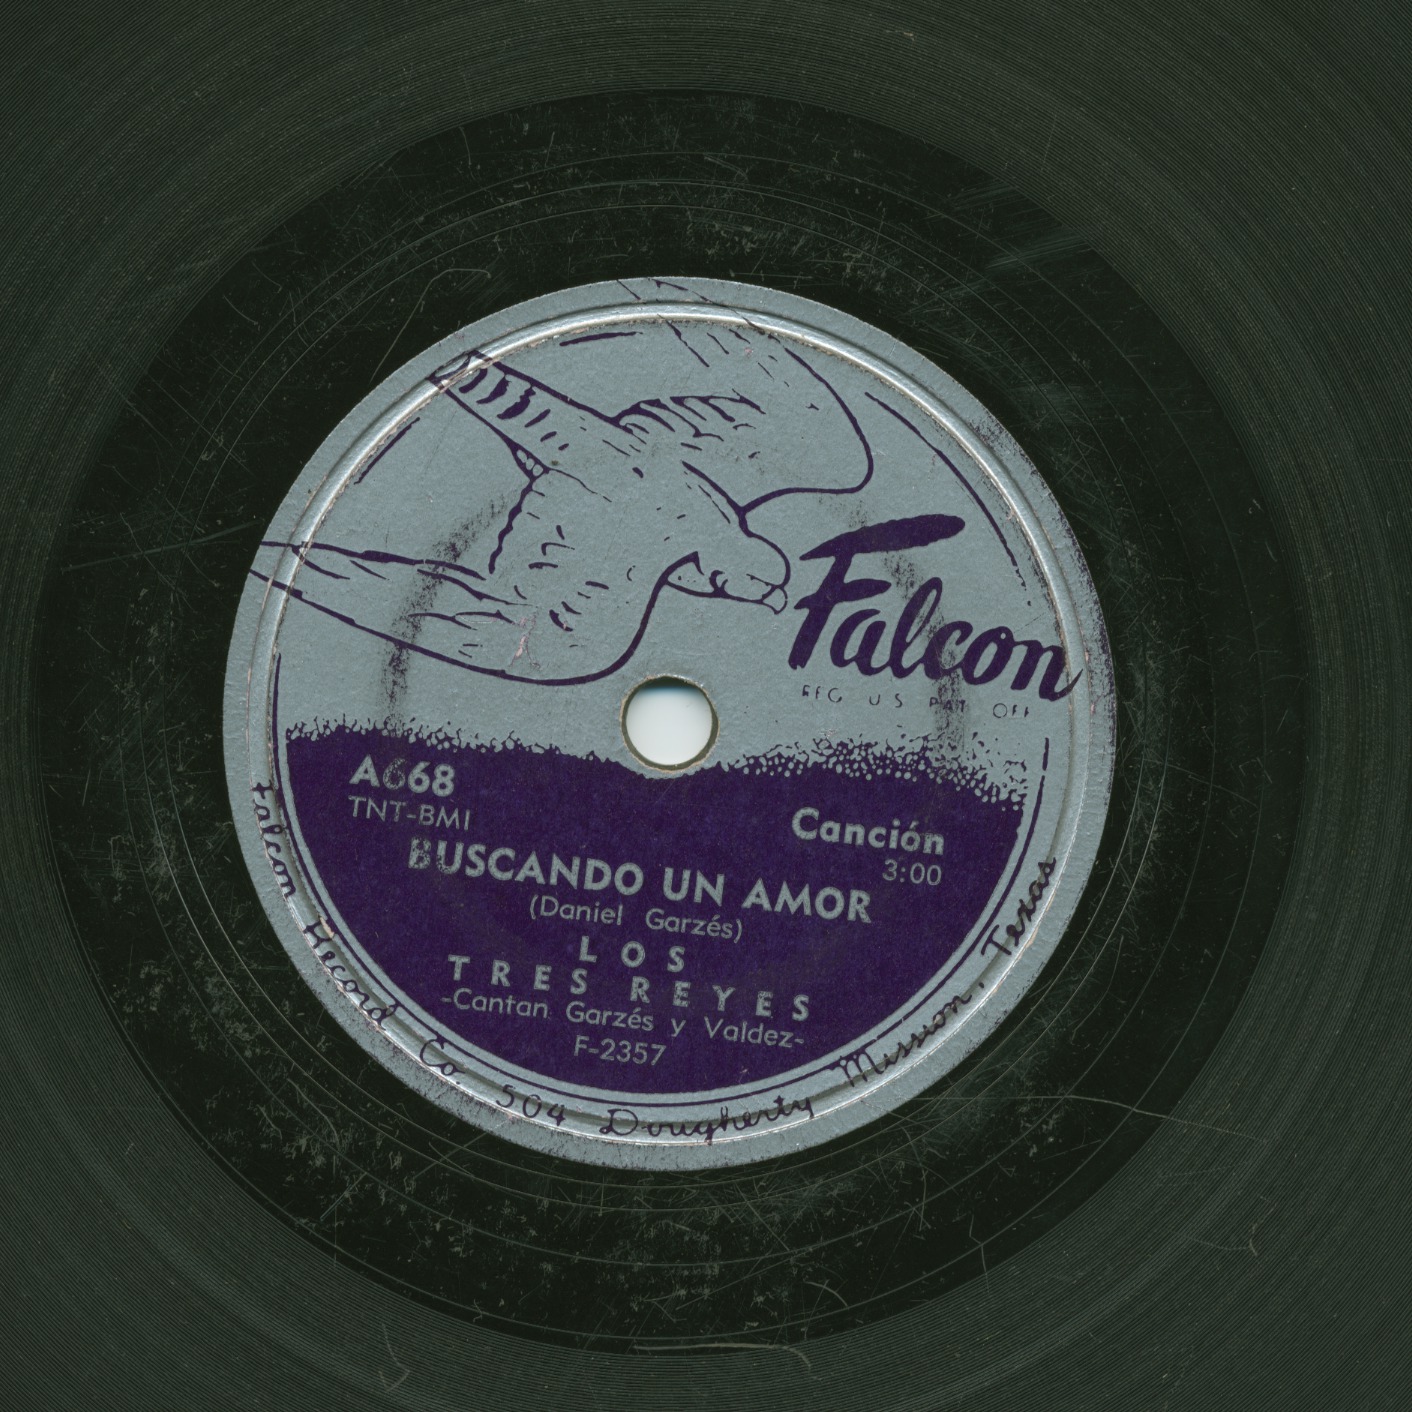 Falcon
REG US PAT OFF
A668
TNT-BMI
Canción
3:00
BUSCANDO UN AMOR
(Daniel Garzés)
LOS
TRES REYES
-Cantan Garzés y Valdez-
F-2357
Falcon Record Co. 504 Dougherty Mission, Texas